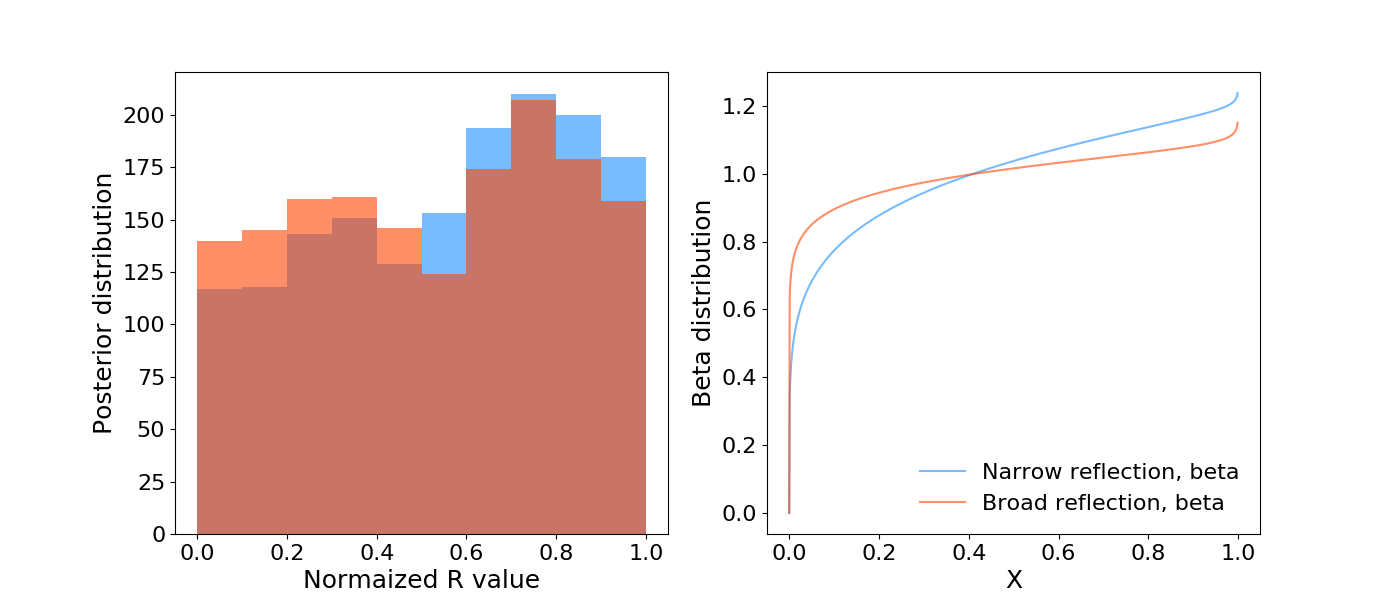 Posterior distribution
200
175
150
125
100
75
50
25
0
0.0 0.2 0.4 0.6 0.8 1.0
Normaized R value
Beta distribution
1.2
1.0
0.8
0.6
0.4
0.2
0.0
Narrow reflection, beta
Broad reflection, beta
0.0 0.2 0.4 0.6 0.8 1.0
X